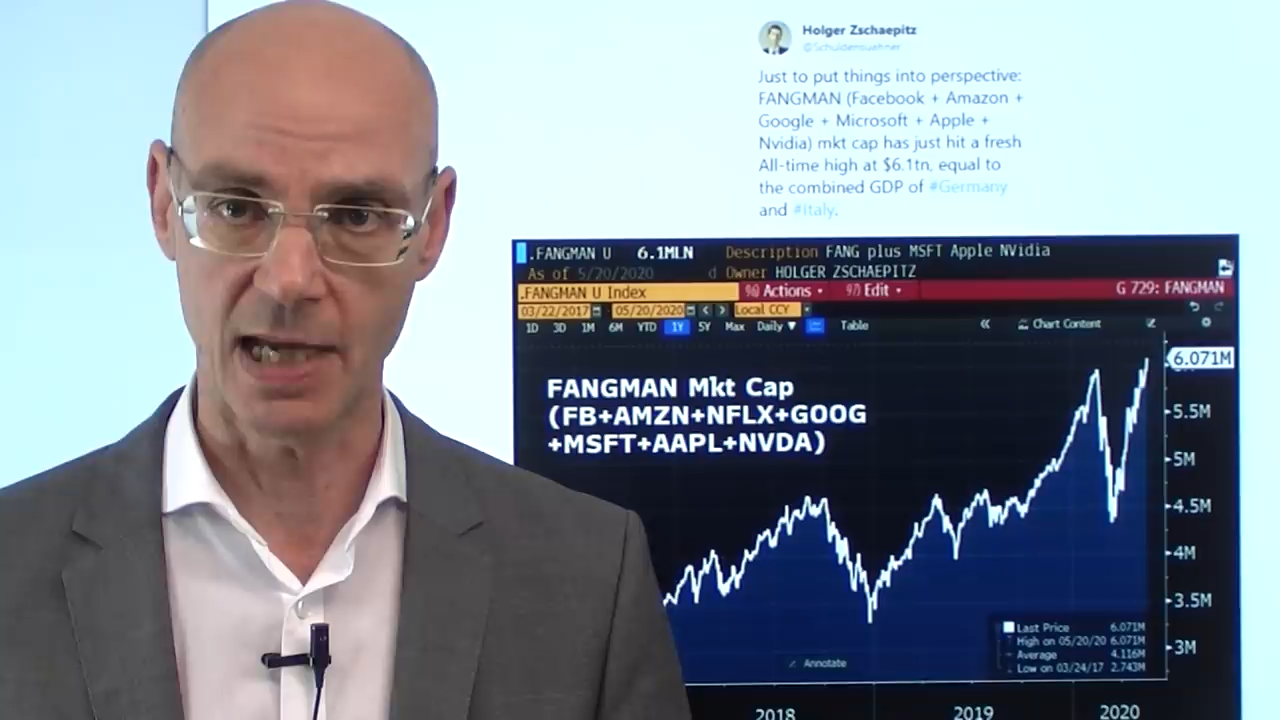 Holger Zschaepitz
@Schuldensuehner
Just to put things into perspective:
FANGMAN (Facebook + Amazon +
Google + Microsoft + Apple +
Nvidia) mkt cap has just hit a fresh
All-time high at $6.1tn, equal to
the combined GDP of #Germany
and #Italy.
.FANGMAN U 6.1MLN Description FANG plus MSFT Apple NVidia
As of 5/20/2020 d Owner HOLGER ZSCHAEPITZ
.FANGMAN U Index 96) Actions 97) Edit G 729: FANGMAN
03/22/2017 05/20/2020 Local CCY
1D 3D 1M 6M YTD 1Y 5Y Max Daily Table Chart Content
6.071M
FANGMAN Mkt Cap
(FB+AMZN+NFLX+GOOG
+MSFT+AAPL+NVDA)
5.5M
5M
4.5M
4M
3.5M
3M
Last Price 6.071M
High on 05/20/20 6.071M
Average 4.116M
Low on 03/24/17 2.743M
Annotate
2018 2019 2020